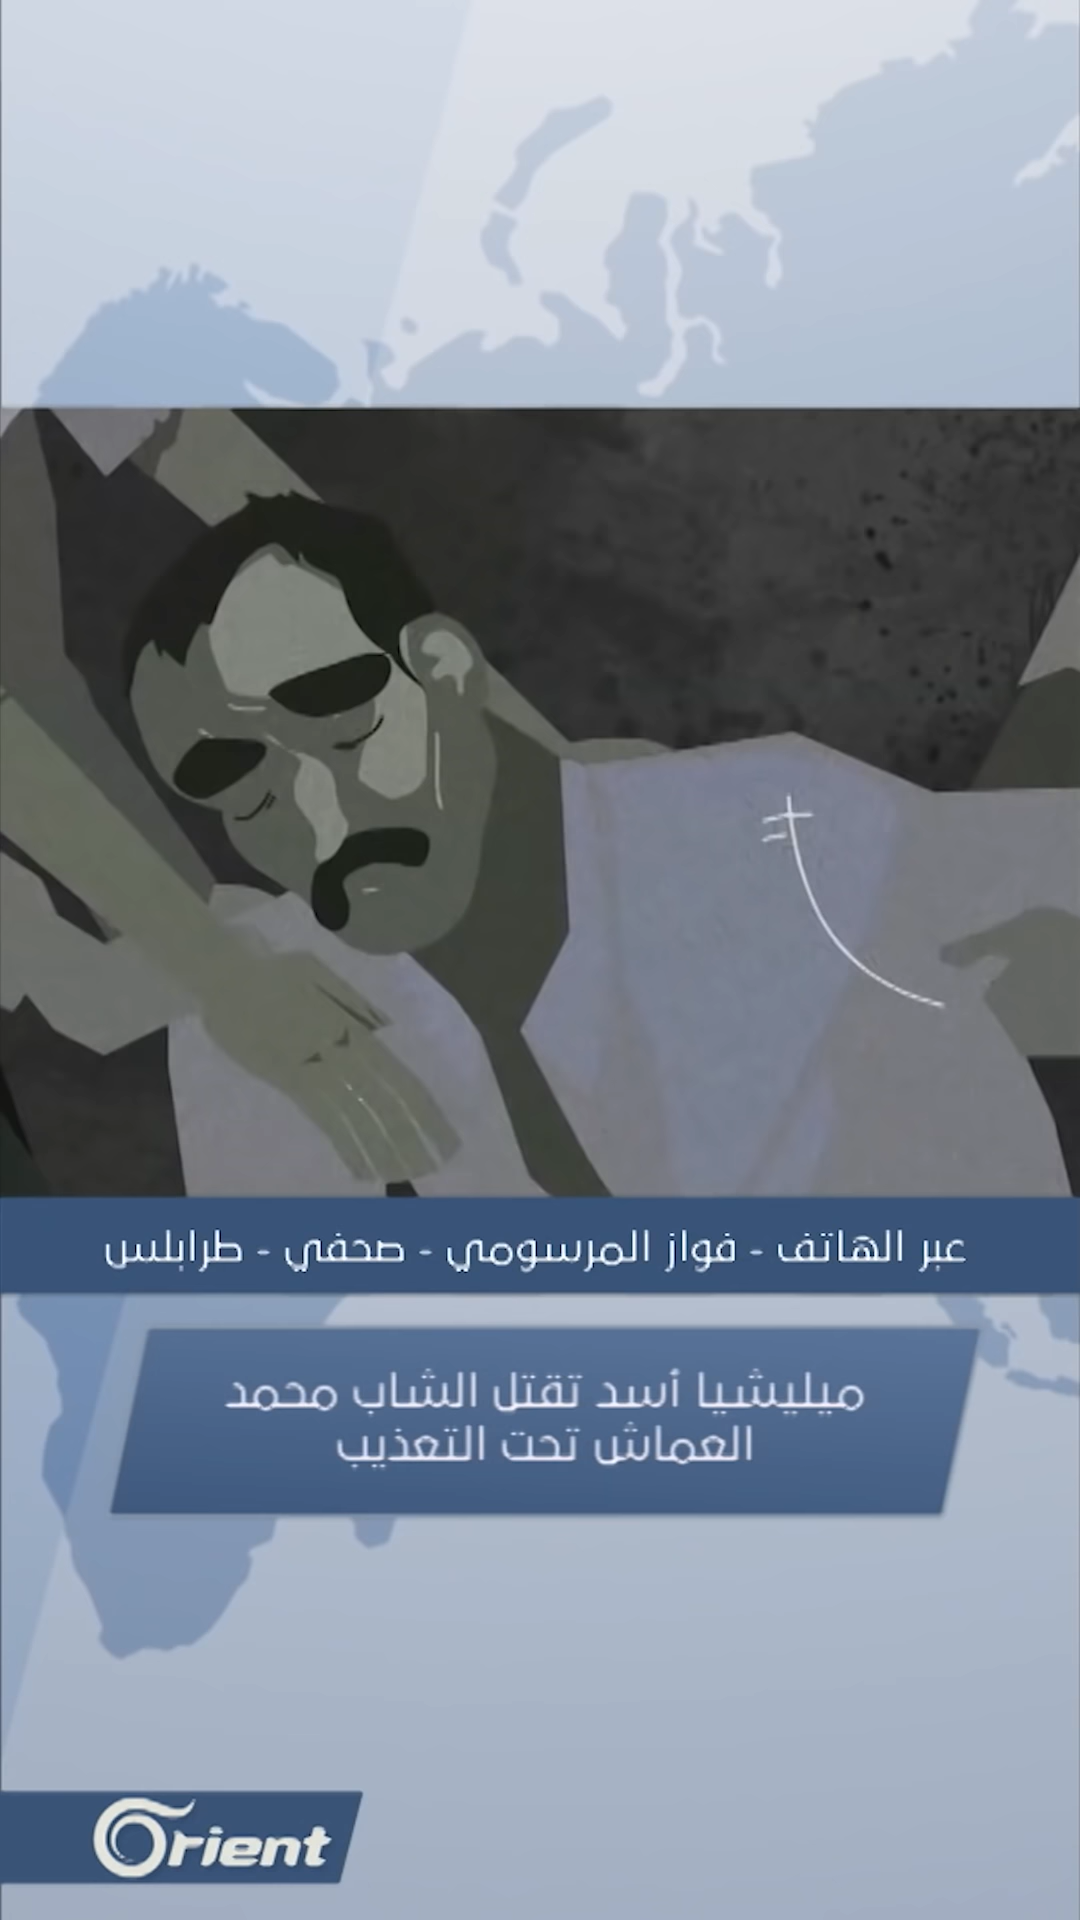 عبر الهاتف - فواز المرسومي - صحفي - طرابلس
ميليشيا أسد تقتل الشاب محمد
العماش تحت التعذيب
Orient